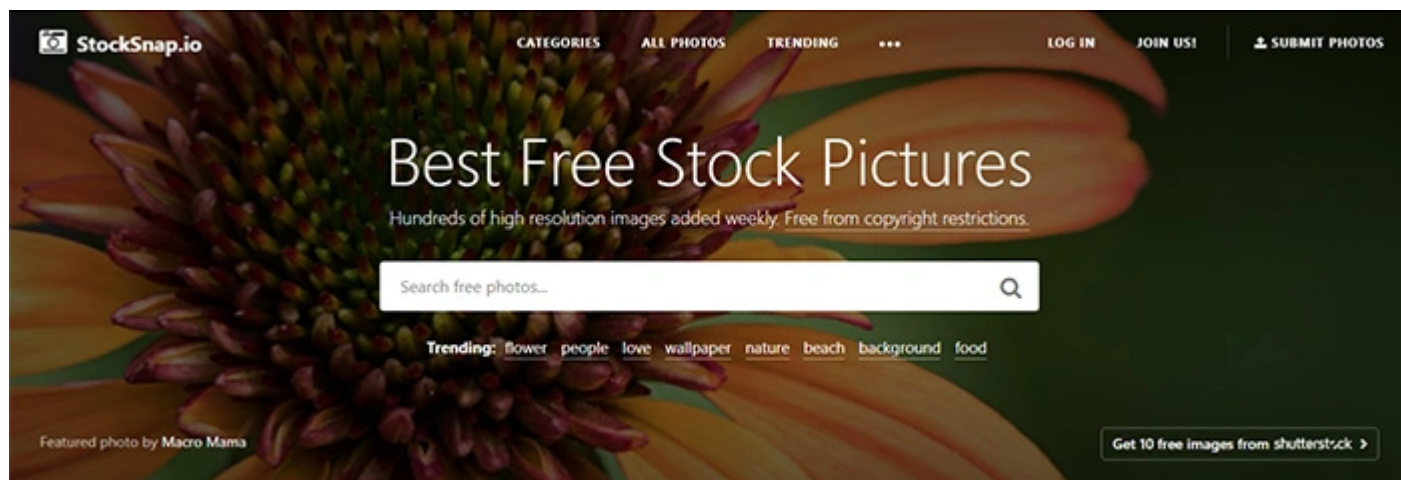 StockSnap.io CATEGORIES ALL PHOTOS TRENDING ••• LOG IN JOIN US! SUBMIT PHOTOS
Best Free Stock Pictures
Hundreds of high resolution images added weekly. Free from copyright restrictions.
Search free photos...
Trending: flower people love wallpaper nature beach background food
Featured photo by Macro Mama Get 10 free images from shutterstock >